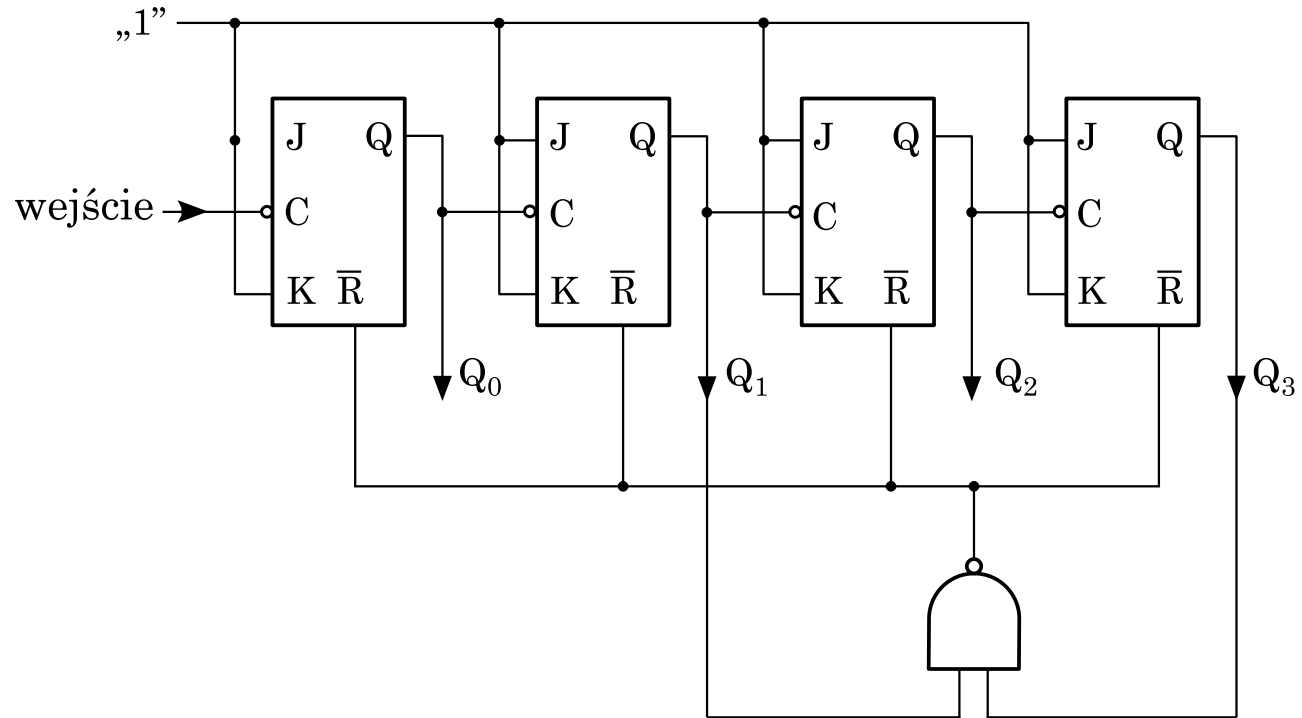 „1”
J Q J Q J Q J Q
wejście C C C C
K R̅ K R̅ K R̅ K R̅
Q₀ Q₁ Q₂ Q₃